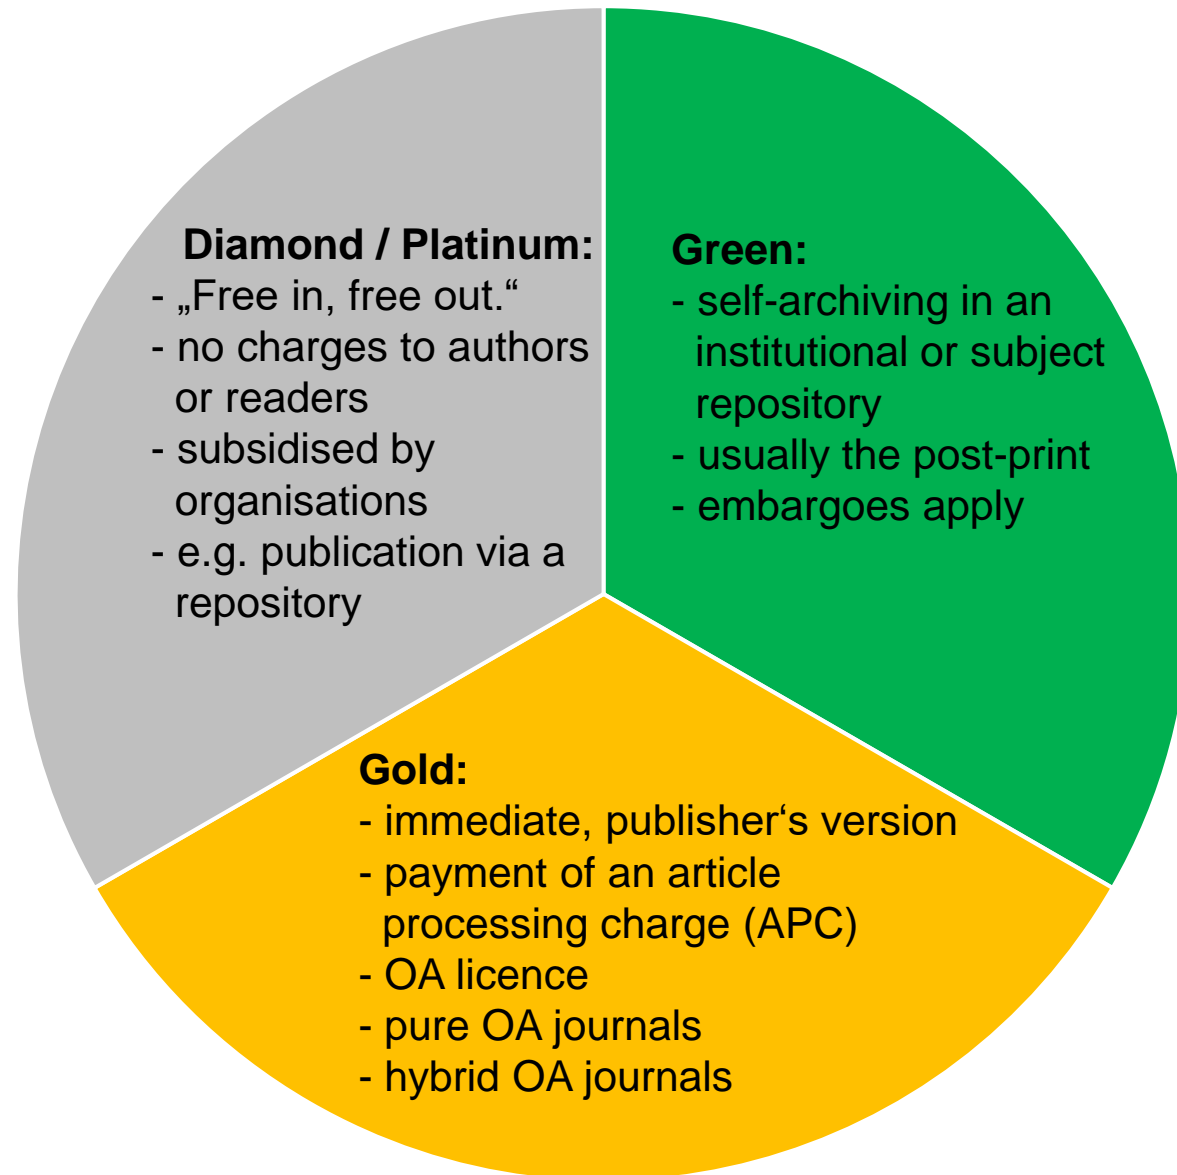 Diamond / Platinum:
- „Free in, free out.“
- no charges to authors
or readers
- subsidised by
organisations
- e.g. publication via a
repository
Green:
- self-archiving in an
institutional or subject
repository
- usually the post-print
- embargoes apply
Gold:
- immediate, publisher‘s version
- payment of an article
processing charge (APC)
- OA licence
- pure OA journals
- hybrid OA journals